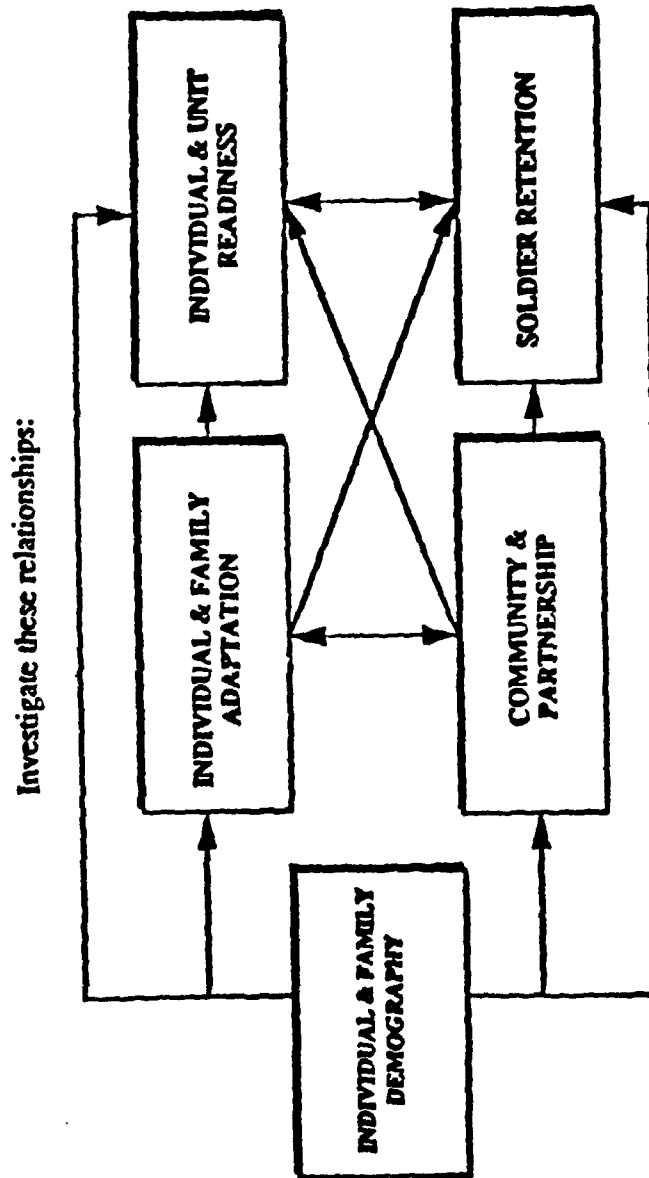 Investigate these relationships:
INDIVIDUAL & FAMILY
DEMOGRAPHY
INDIVIDUAL & FAMILY
ADAPTATION
INDIVIDUAL & UNIT
READINESS
COMMUNITY &
PARTNERSHIP
SOLDIER RETENTION